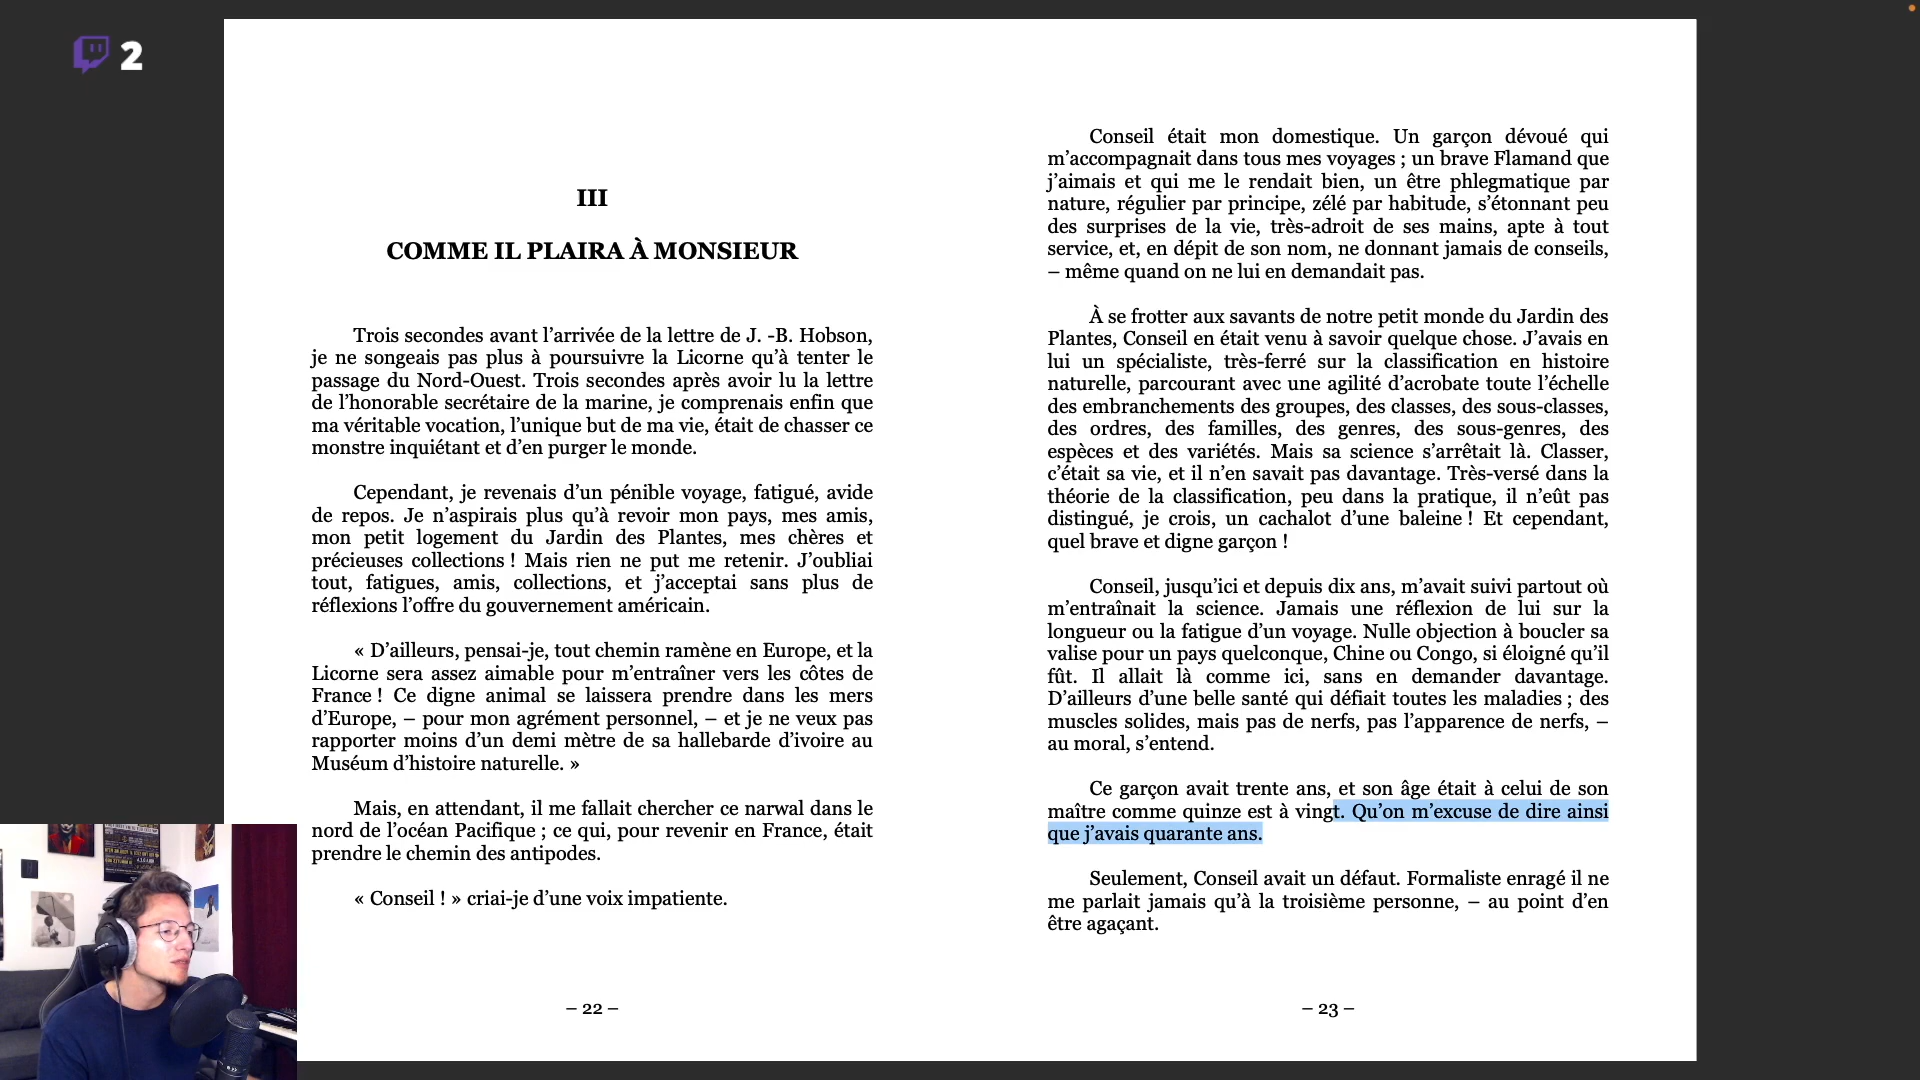 2
III
COMME IL PLAIRA À MONSIEUR
Trois secondes avant l’arrivée de la lettre de J. -B. Hobson,
je ne songeais pas plus à poursuivre la Licorne qu’à tenter le
passage du Nord-Ouest. Trois secondes après avoir lu la lettre
de l’honorable secrétaire de la marine, je comprenais enfin que
ma véritable vocation, l’unique but de ma vie, était de chasser ce
monstre inquiétant et d’en purger le monde.
Cependant, je revenais d’un pénible voyage, fatigué, avide
de repos. Je n’aspirais plus qu’à revoir mon pays, mes amis,
mon petit logement du Jardin des Plantes, mes chères et
précieuses collections ! Mais rien ne put me retenir. J’oubliai
tout, fatigues, amis, collections, et j’acceptai sans plus de
réflexions l’offre du gouvernement américain.
« D’ailleurs, pensai-je, tout chemin ramène en Europe, et la
Licorne sera assez aimable pour m’entraîner vers les côtes de
France ! Ce digne animal se laissera prendre dans les mers
d’Europe, – pour mon agrément personnel, – et je ne veux pas
rapporter moins d’un demi mètre de sa hallebarde d’ivoire au
Muséum d’histoire naturelle. »
Mais, en attendant, il me fallait chercher ce narwal dans le
nord de l’océan Pacifique ; ce qui, pour revenir en France, était
prendre le chemin des antipodes.
« Conseil ! » criai-je d’une voix impatiente.
– 22 –
Conseil était mon domestique. Un garçon dévoué qui
m’accompagnait dans tous mes voyages ; un brave Flamand que
j’aimais et qui me le rendait bien, un être phlegmatique par
nature, régulier par principe, zélé par habitude, s’étonnant peu
des surprises de la vie, très-adroit de ses mains, apte à tout
service, et, en dépit de son nom, ne donnant jamais de conseils,
– même quand on ne lui en demandait pas.
À se frotter aux savants de notre petit monde du Jardin des
Plantes, Conseil en était venu à savoir quelque chose. J’avais en
lui un spécialiste, très-ferré sur la classification en histoire
naturelle, parcourant avec une agilité d’acrobate toute l’échelle
des embranchements des groupes, des classes, des sous-classes,
des ordres, des familles, des genres, des sous-genres, des
espèces et des variétés. Mais sa science s’arrêtait là. Classer,
c’était sa vie, et il n’en savait pas davantage. Très-versé dans la
théorie de la classification, peu dans la pratique, il n’eût pas
distingué, je crois, un cachalot d’une baleine ! Et cependant,
quel brave et digne garçon !
Conseil, jusqu’ici et depuis dix ans, m’avait suivi partout où
m’entraînait la science. Jamais une réflexion de lui sur la
longueur ou la fatigue d’un voyage. Nulle objection à boucler sa
valise pour un pays quelconque, Chine ou Congo, si éloigné qu’il
fût. Il allait là comme ici, sans en demander davantage.
D’ailleurs d’une belle santé qui défiait toutes les maladies ; des
muscles solides, mais pas de nerfs, pas l’apparence de nerfs, –
au moral, s’entend.
Ce garçon avait trente ans, et son âge était à celui de son
maître comme quinze est à vingt. Qu’on m’excuse de dire ainsi
que j’avais quarante ans.
Seulement, Conseil avait un défaut. Formaliste enragé il ne
me parlait jamais qu’à la troisième personne, – au point d’en
être agaçant.
– 23 –